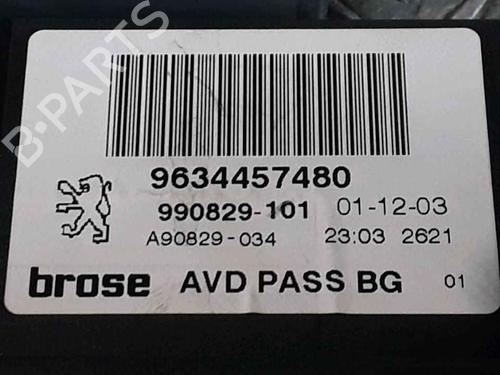 B-PARTS
9634457480
990829-101 01-12-03
A90829-034 23:03 2621
brose AVD PASS BG 01